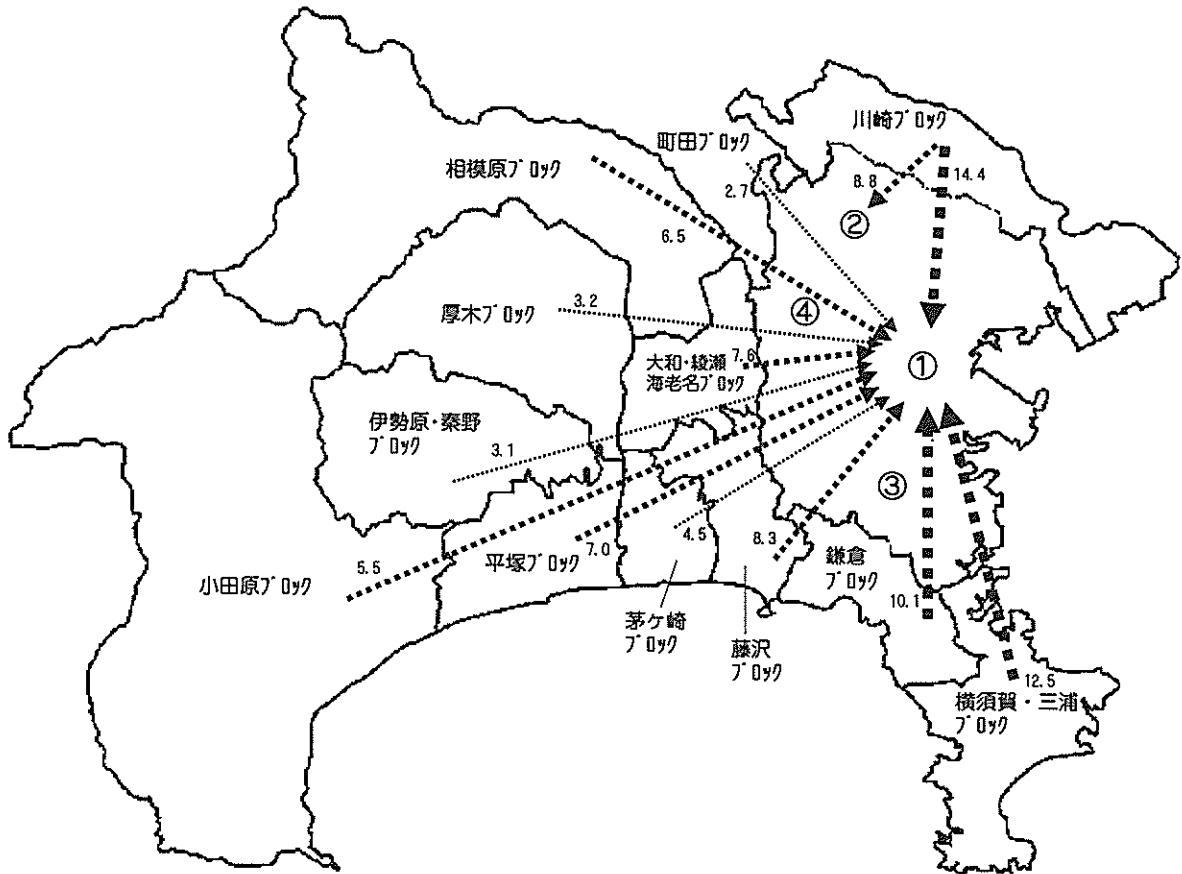 川崎ブロック
町田ブロック
相模原ブロック
2.7
8.8
14.4
②
6.5
3.2
厚木ブロック
④
大和・綾瀬
海老名ブロック
7.6
①
伊勢原・秦野
ブロック
3.1
③
4.5
8.3
5.5
平塚ブロック
7.0
小田原ブロック
鎌倉
ブロック
10.1
茅ケ崎
ブロック
藤沢
ブロック
12.5
横須賀・三浦
ブロック